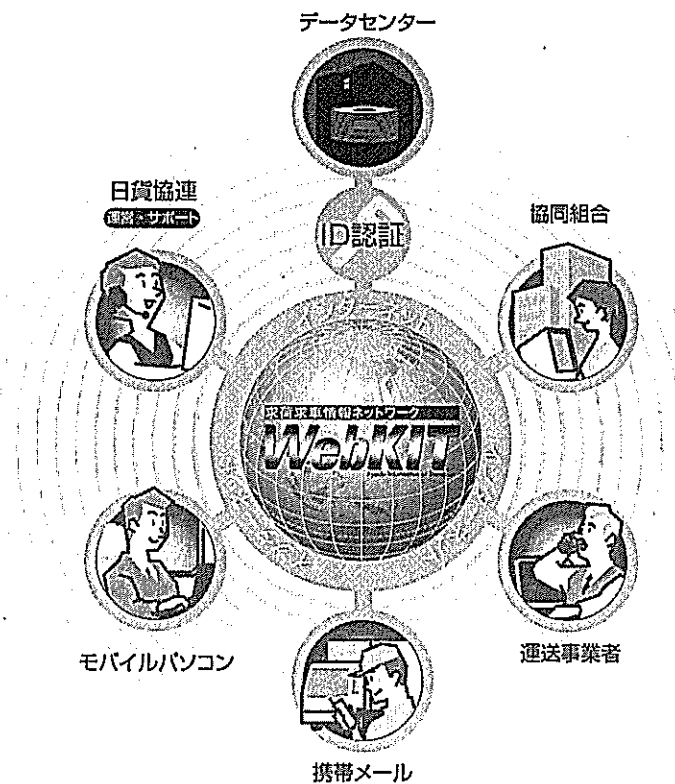 データセンター
日貨協連
運営&サポート
ID認証
協同組合
求荷求車情報ネットワーク
WebKIT
モバイルパソコン
運送事業者
携帯メール